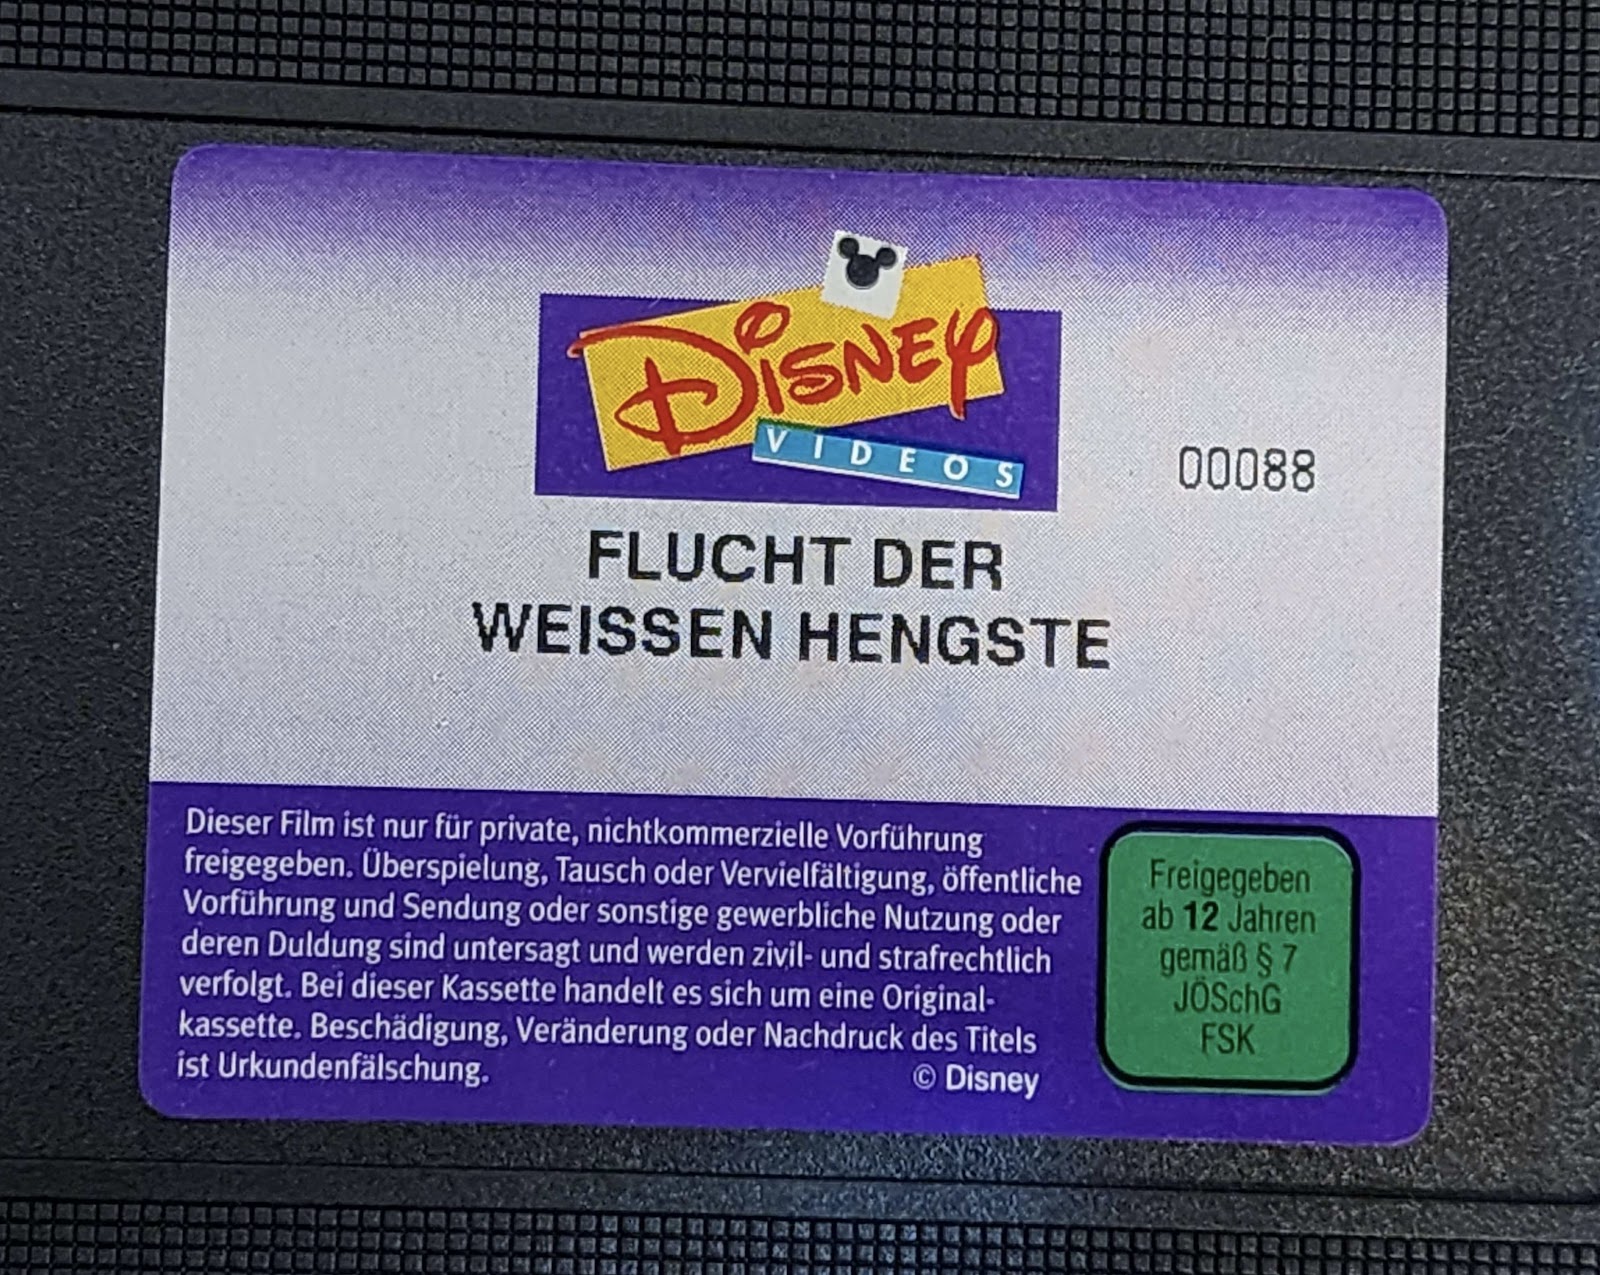 DISNEY
VIDEOS
00088
FLUCHT DER
WEISSEN HENGSTE
Dieser Film ist nur für private, nichtkommerzielle Vorführung
freigegeben. Überspielung, Tausch oder Vervielfältigung, öffentliche
Vorführung und Sendung oder sonstige gewerbliche Nutzung oder
deren Duldung sind untersagt und werden zivil- und strafrechtlich
verfolgt. Bei dieser Kassette handelt es sich um eine Original-
kassette. Beschädigung, Veränderung oder Nachdruck des Titels
ist Urkundenfälschung.
© Disney
Freigegeben
ab 12 Jahren
gemäß § 7
JÖSchG
FSK